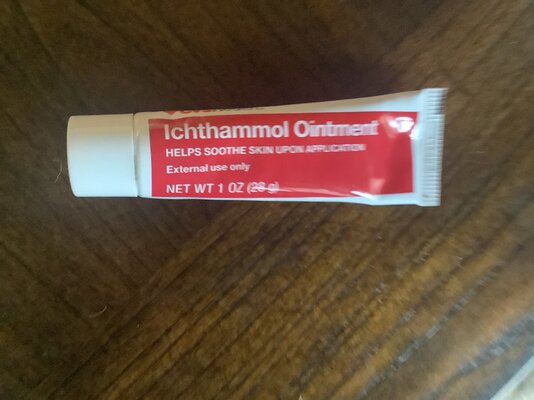 Ichthammol Ointment
HELPS SOOTHE SKIN UPON APPLICATION
External use only
NET WT 1 OZ (28 g)